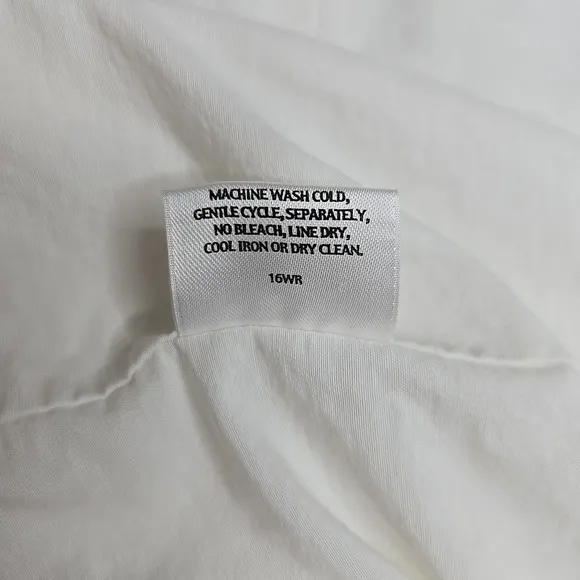 MACHINE WASH COLD,
GENTLE CYCLE, SEPARATELY,
NO BLEACH, LINE DRY,
COOL IRON OR DRY CLEAN.
16WR